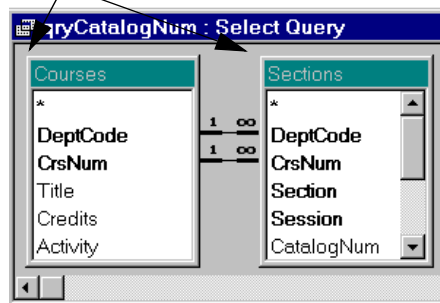 qryCatalogNum : Select Query
Courses
*
DeptCode
CrsNum
Title
Credits
Activity
1 ∞
1 ∞
Sections
*
DeptCode
CrsNum
Section
Session
CatalogNum